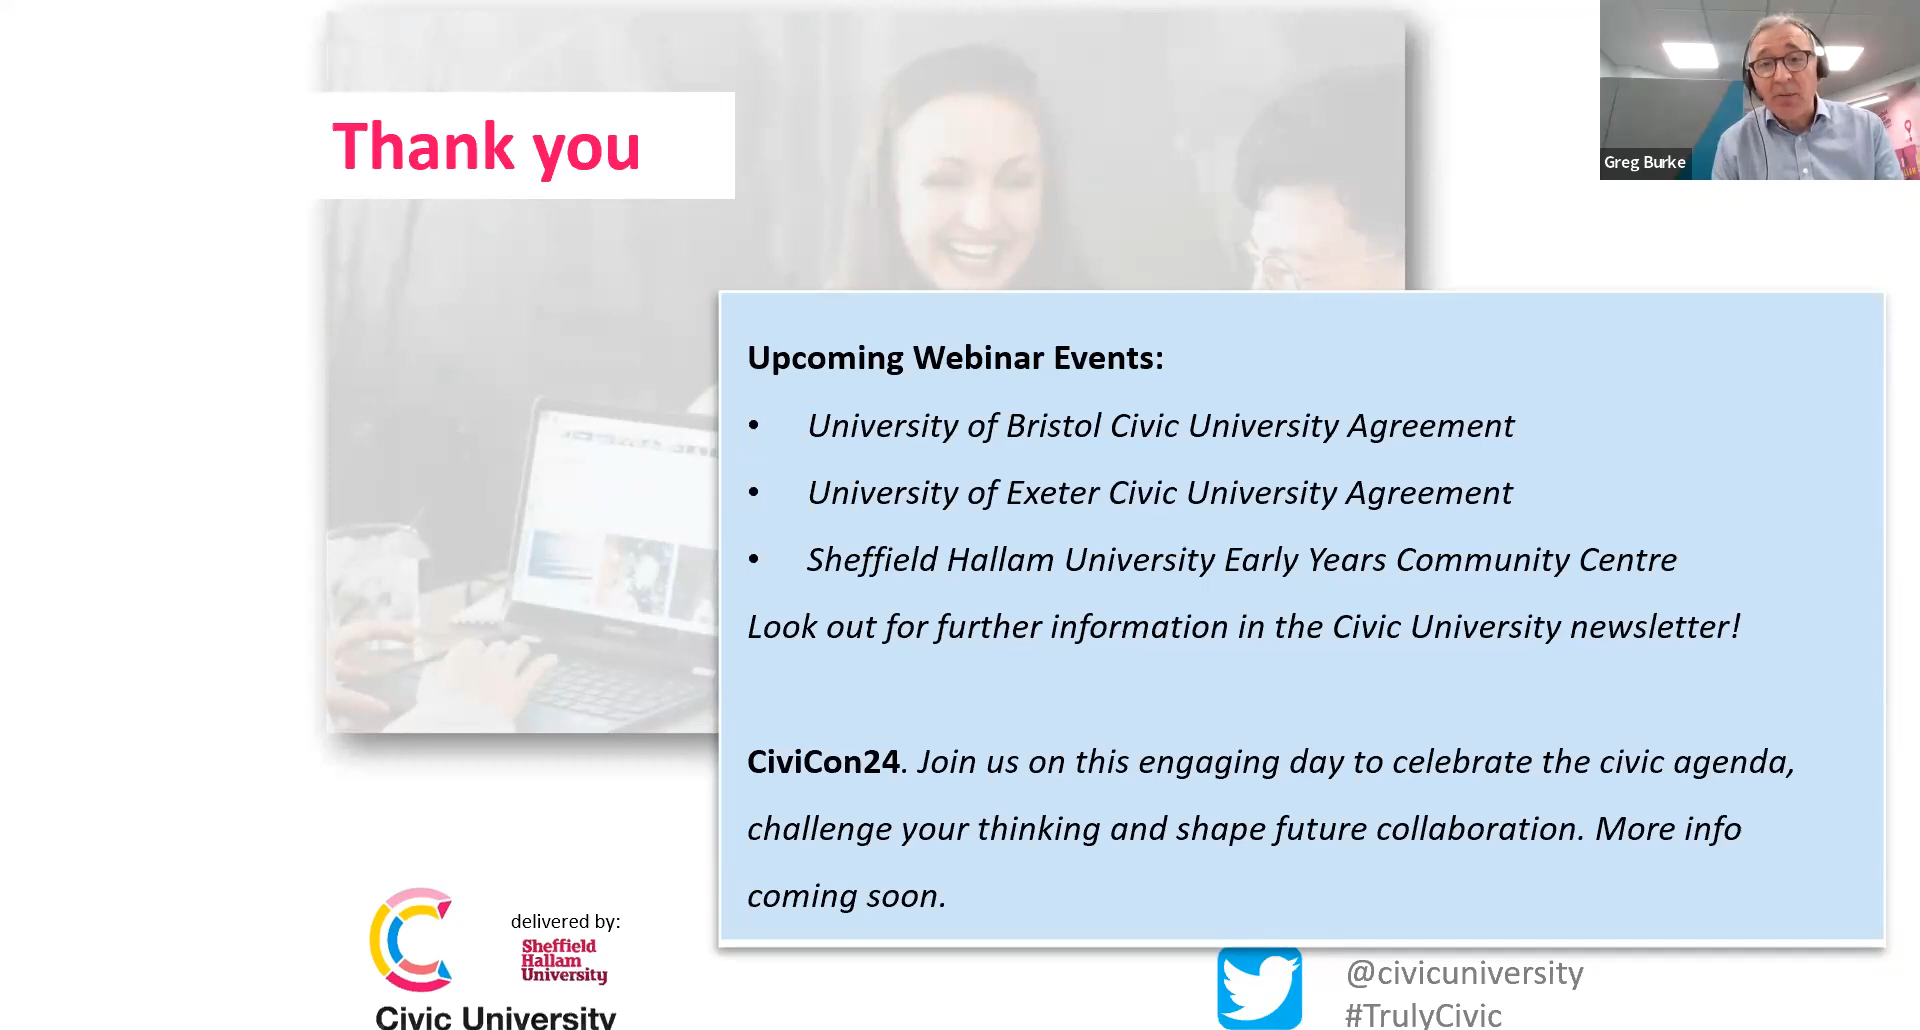 Thank you
Greg Burke
Upcoming Webinar Events:
• University of Bristol Civic University Agreement
• University of Exeter Civic University Agreement
• Sheffield Hallam University Early Years Community Centre
Look out for further information in the Civic University newsletter!
CiviCon24. Join us on this engaging day to celebrate the civic agenda,
challenge your thinking and shape future collaboration. More info
coming soon.
delivered by:
Sheffield
Hallam
University
Civic University
@civicuniversity
#TrulyCivic